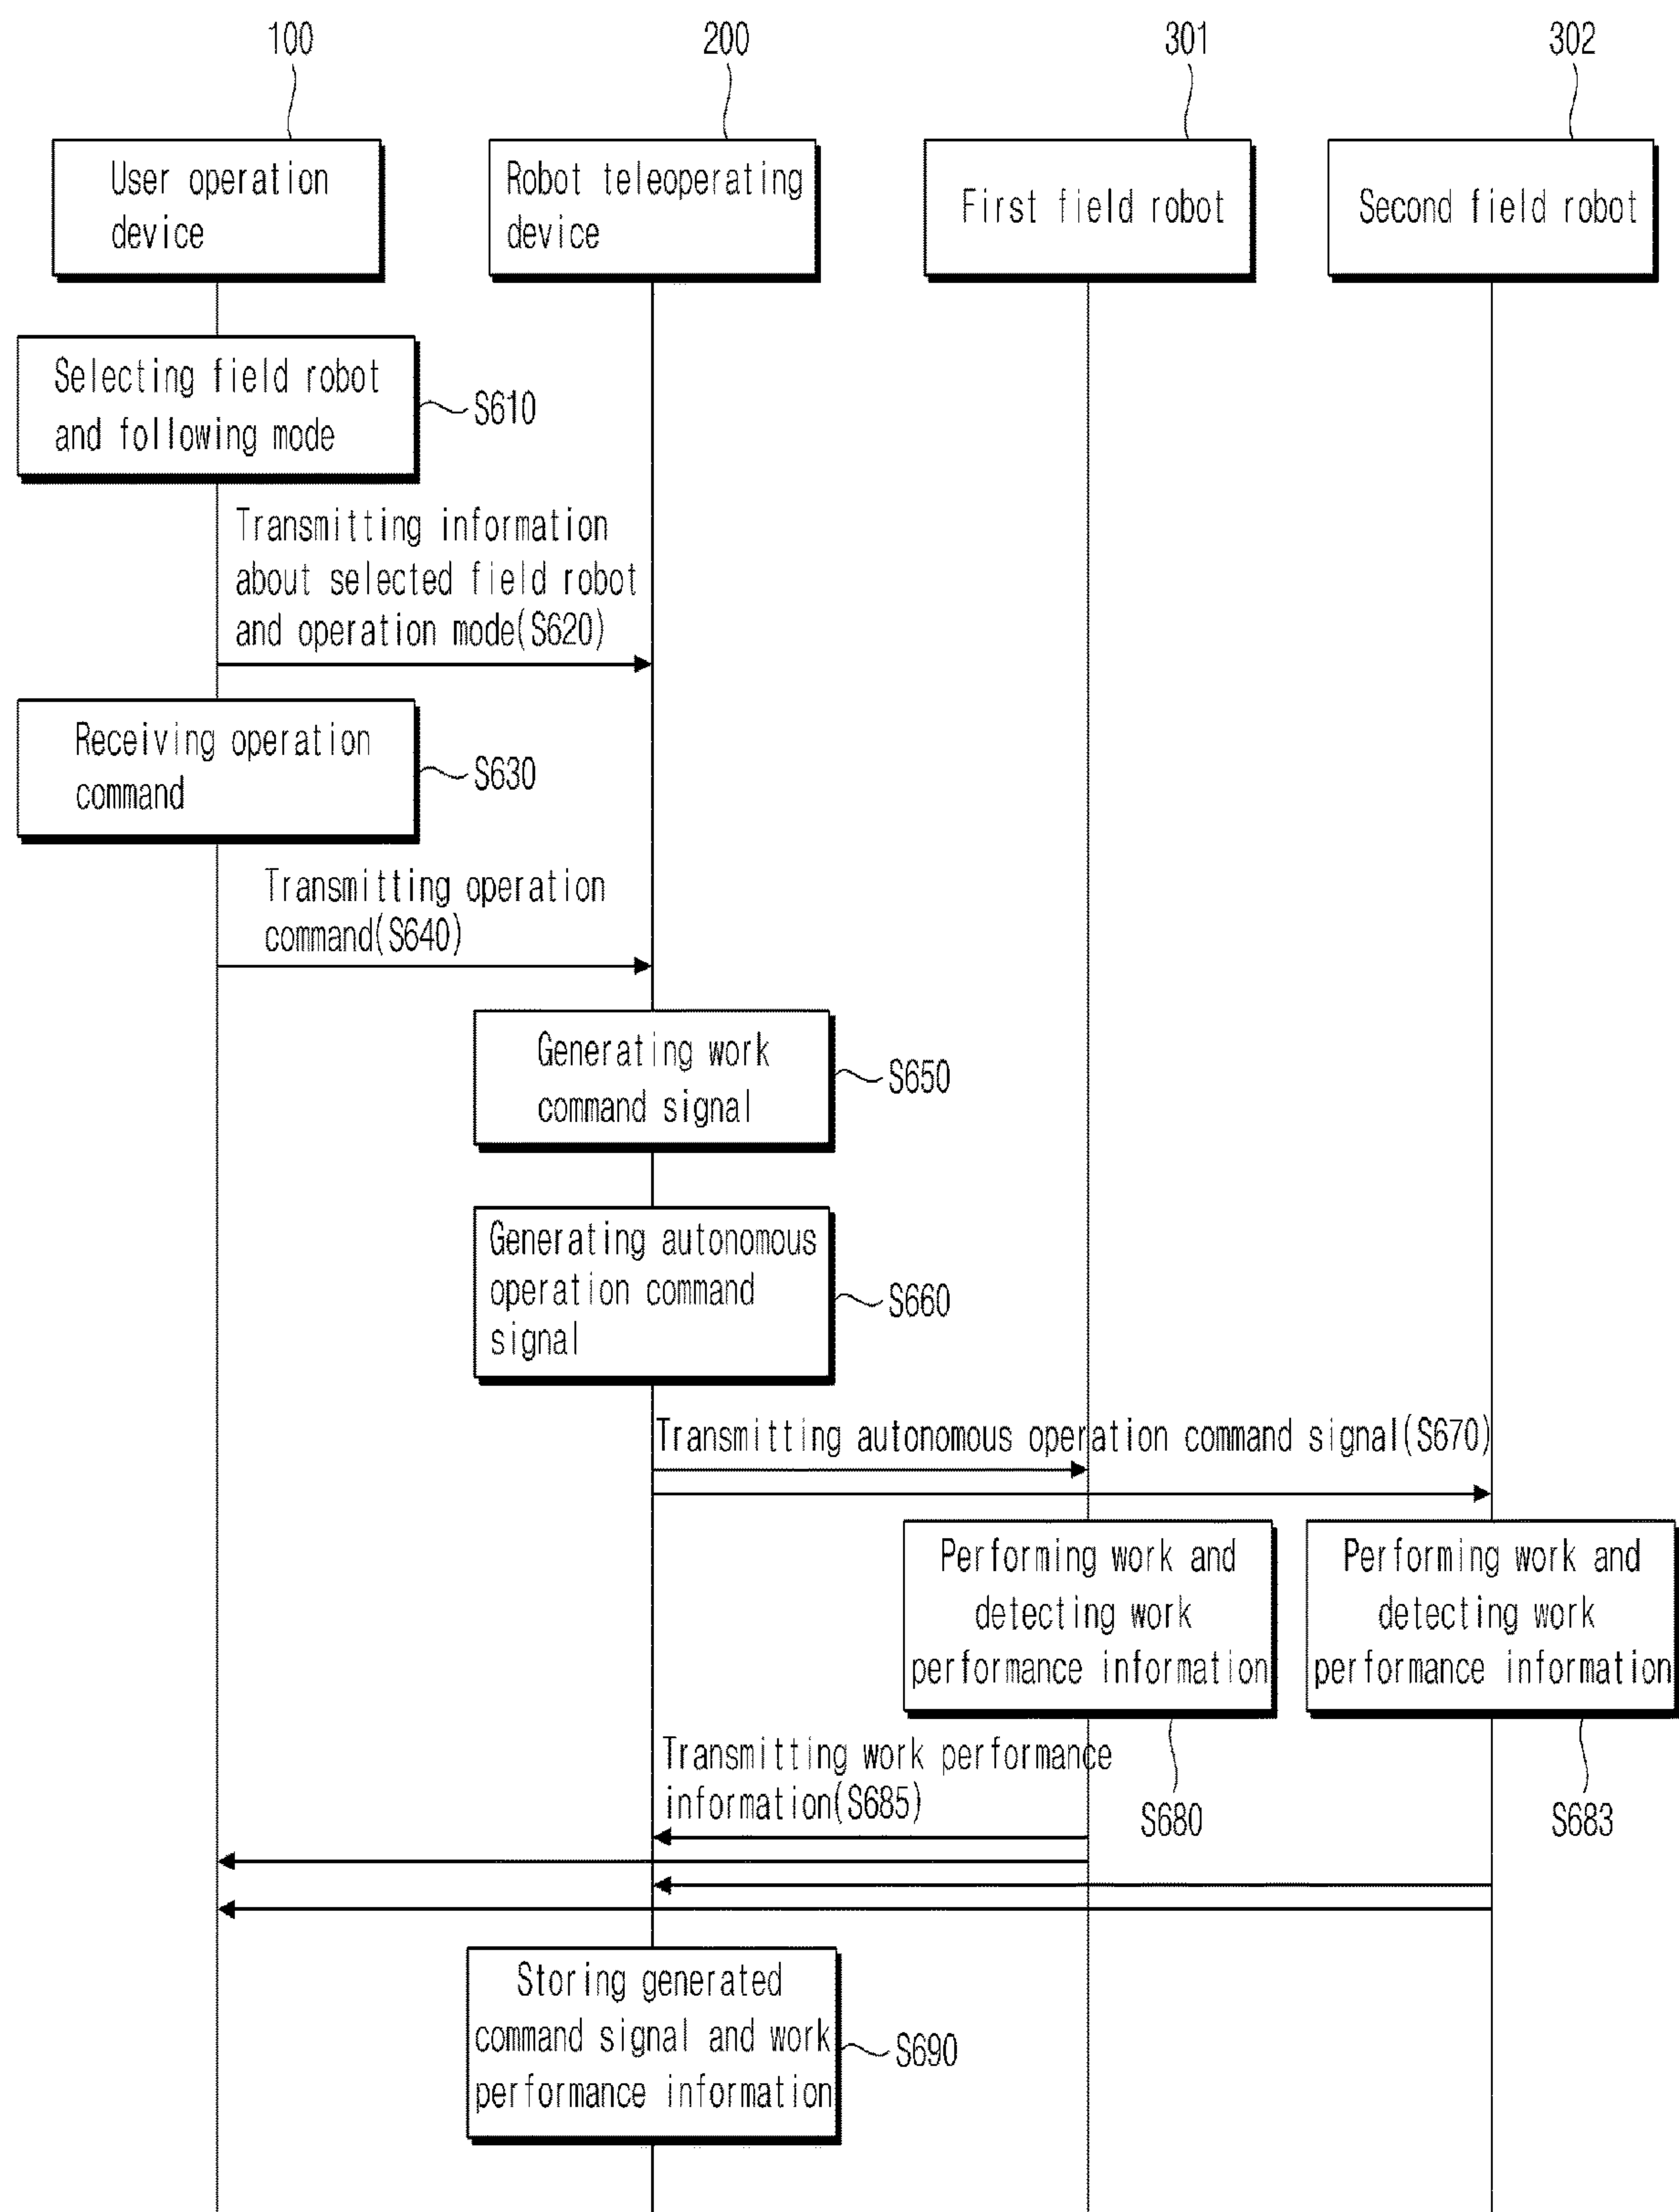 100
200
301
302
User operation
device
Robot teleoperating
device
First field robot
Second field robot
Selecting field robot
and following mode
S610
Transmitting information
about selected field robot
and operation mode(S620)
Receiving operation
command
S630
Transmitting operation
command(S640)
Generating work
command signal
S650
Generating autonomous
operation command
signal
S660
Transmitting autonomous operation command signal(S670)
Performing work and
detecting work
performance information
Performing work and
detecting work
performance information
Transmitting work performance
information(S685)
S680
S683
Storing generated
command signal and work
performance information
S690